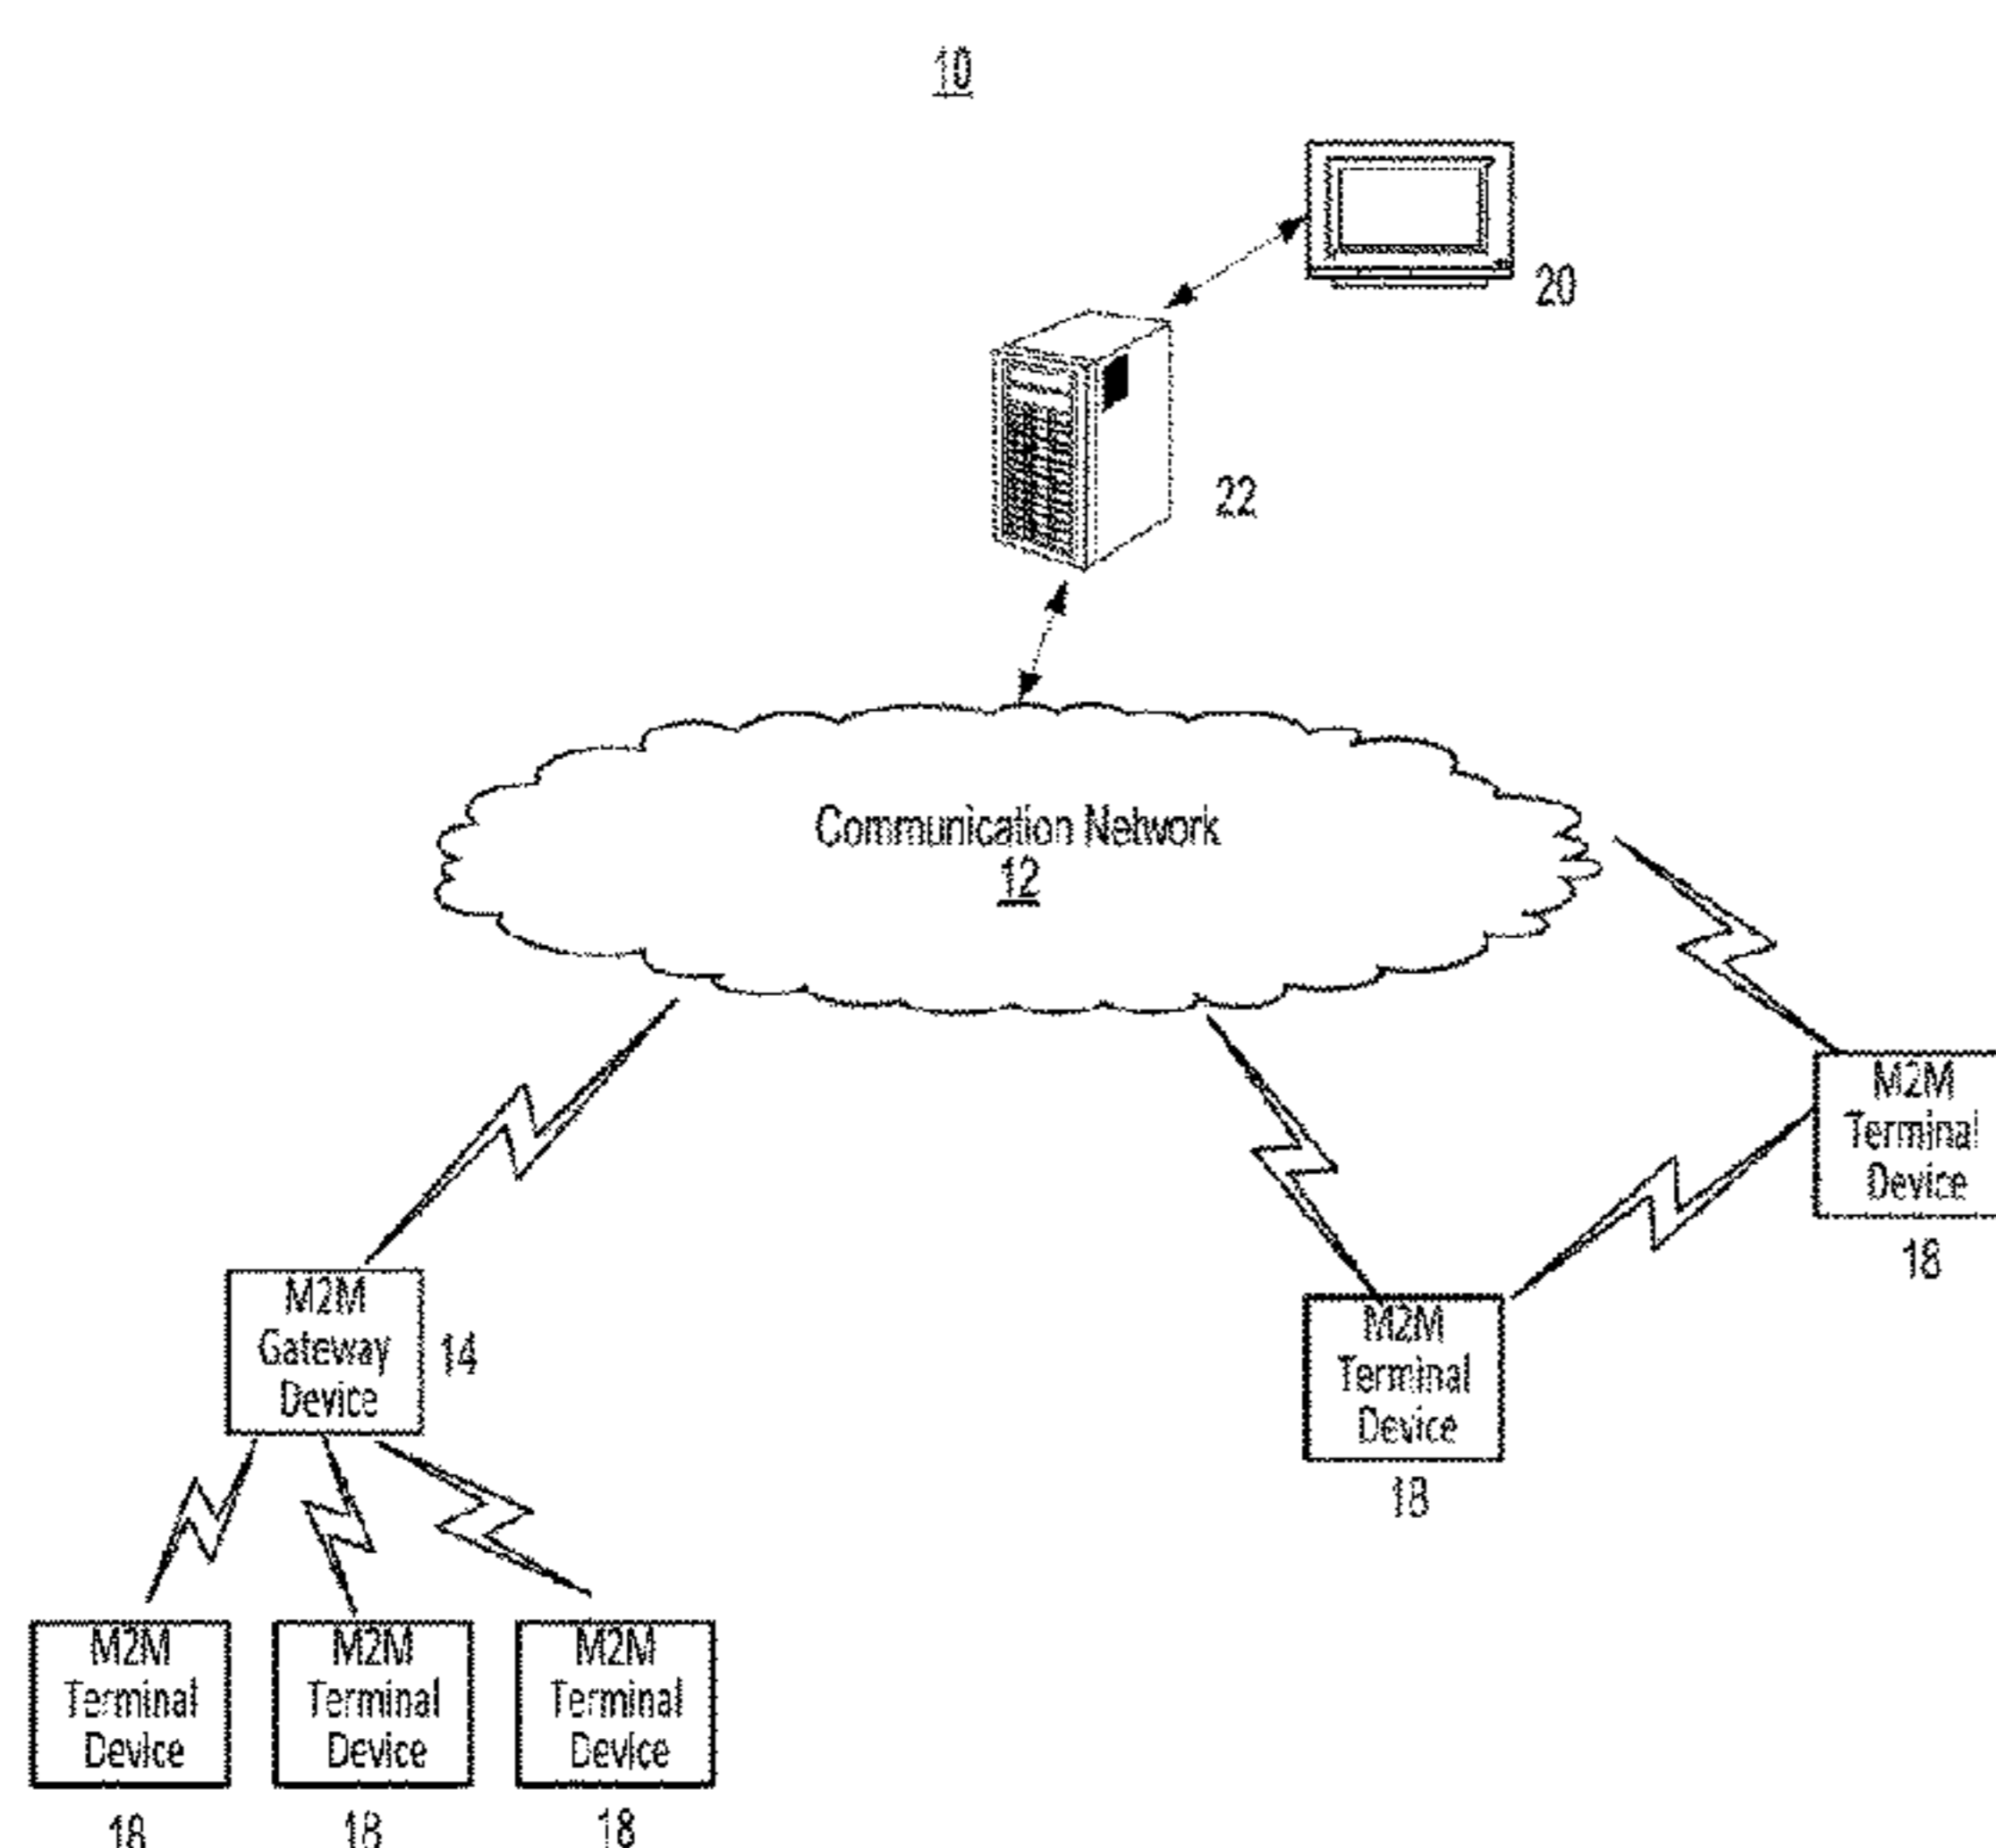 10
20
22
Communication Network
12
M2M
Terminal
Device
18
M2M
Gateway
Device
14
M2M
Terminal
Device
18
M2M
Terminal
Device
18
M2M
Terminal
Device
18
M2M
Terminal
Device
18